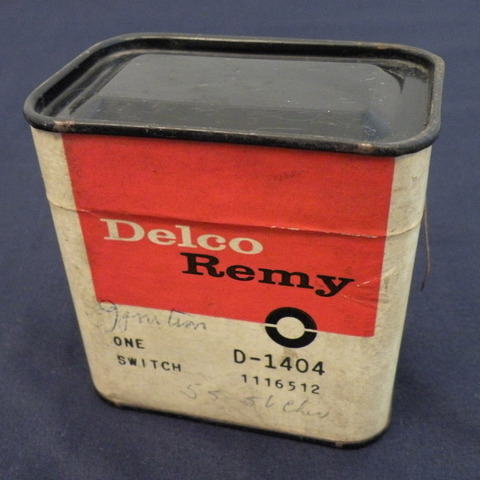 Delco
Remy
Ignition
ONE
SWITCH
D-1404
1116512
55 56 Chev